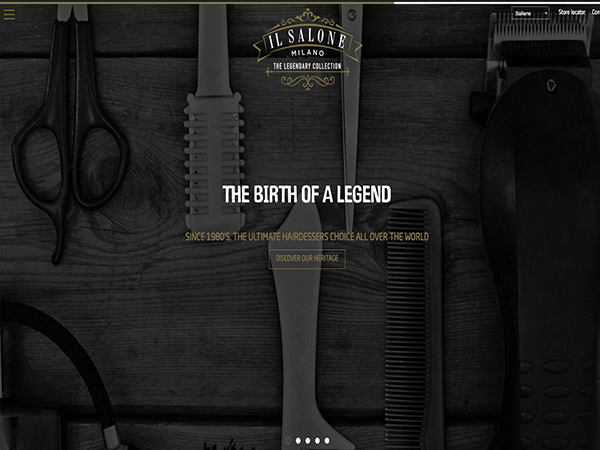 Italiano
Store locator
IL SALONE
MILANO
THE LEGENDARY COLLECTION
THE BIRTH OF A LEGEND
SINCE 1980'S, THE ULTIMATE HAIRDESSERS CHOICE ALL OVER THE WORLD
DISCOVER OUR HERITAGE